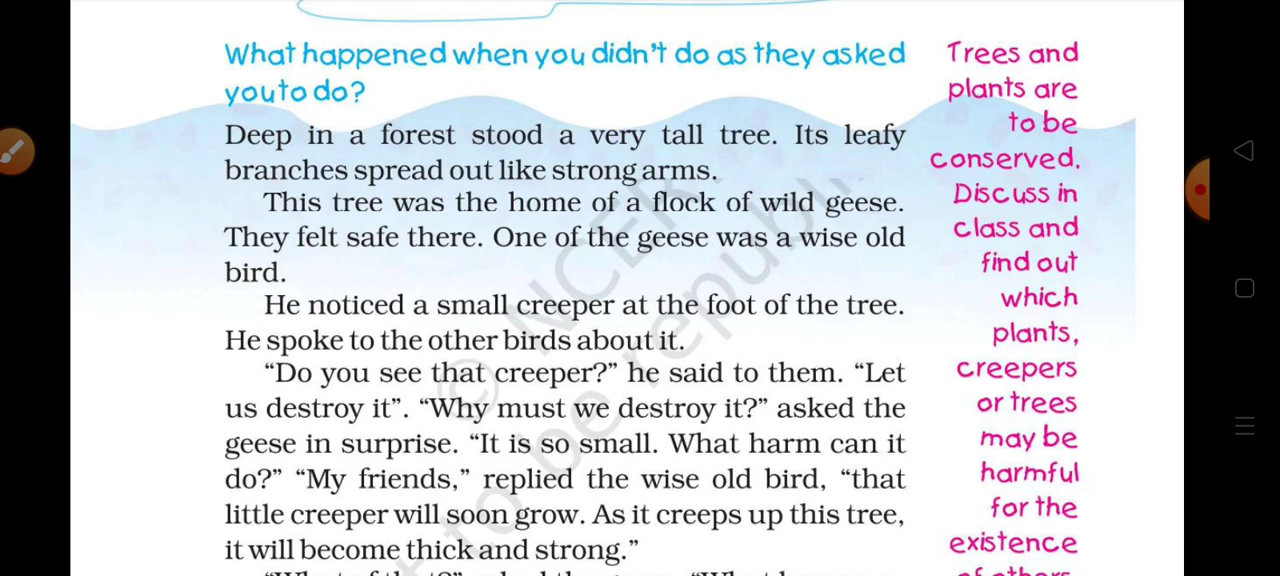 What happened when you didn't do as they asked
you to do?
Deep in a forest stood a very tall tree. Its leafy
branches spread out like strong arms.
This tree was the home of a flock of wild geese.
They felt safe there. One of the geese was a wise old
bird.
He noticed a small creeper at the foot of the tree.
He spoke to the other birds about it.
“Do you see that creeper?” he said to them. “Let
us destroy it”. “Why must we destroy it?” asked the
geese in surprise. “It is so small. What harm can it
do?” “My friends,” replied the wise old bird, “that
little creeper will soon grow. As it creeps up this tree,
it will become thick and strong.”
Trees and
plants are
to be
conserved.
Discuss in
class and
find out
which
plants,
creepers
or trees
may be
harmful
for the
existence
of others
© NCER
to be republi